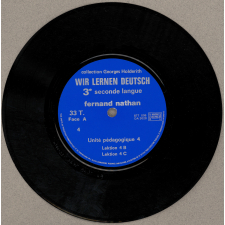 collection Georges Holderith
WIR LERNEN DEUTSCH
3e seconde langue
fernand nathan
33 T.
Face A
4
Unité pédagogique 4
Lektion 4 B
Lektion 4 C